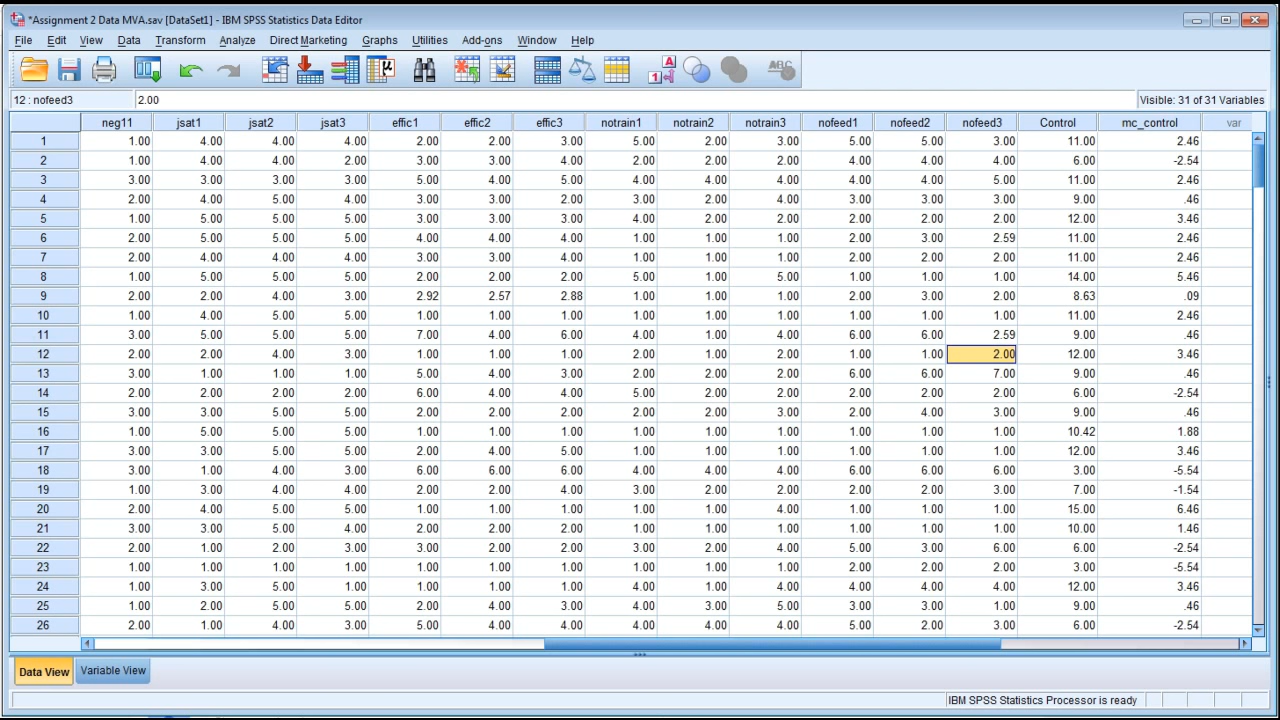 *Assignment 2 Data MVA.sav [DataSet1] - IBM SPSS Statistics Data Editor
File Edit View Data Transform Analyze Direct Marketing Graphs Utilities Add-ons Window Help
A
1
ABC
12 : nofeed3 2.00 Visible: 31 of 31 Variables
neg11 jsat1 jsat2 jsat3 effic1 effic2 effic3 notrain1 notrain2 notrain3 nofeed1 nofeed2 nofeed3 Control mc_control var
1 1.00 4.00 4.00 4.00 2.00 2.00 3.00 5.00 2.00 3.00 5.00 5.00 3.00 11.00 2.46
2 1.00 4.00 4.00 2.00 3.00 3.00 4.00 2.00 2.00 2.00 4.00 4.00 4.00 6.00 -2.54
3 3.00 3.00 3.00 3.00 5.00 4.00 5.00 4.00 4.00 4.00 4.00 4.00 5.00 11.00 2.46
4 2.00 4.00 5.00 4.00 3.00 3.00 2.00 3.00 2.00 4.00 3.00 3.00 3.00 9.00 .46
5 1.00 5.00 5.00 5.00 3.00 3.00 3.00 4.00 2.00 2.00 2.00 2.00 2.00 12.00 3.46
6 2.00 5.00 5.00 5.00 4.00 4.00 4.00 1.00 1.00 1.00 2.00 3.00 2.59 11.00 2.46
7 2.00 4.00 4.00 4.00 3.00 3.00 4.00 1.00 1.00 1.00 2.00 2.00 2.00 11.00 2.46
8 1.00 5.00 5.00 5.00 2.00 2.00 2.00 5.00 1.00 5.00 1.00 1.00 1.00 14.00 5.46
9 2.00 2.00 4.00 3.00 2.92 2.57 2.88 1.00 1.00 1.00 2.00 3.00 2.00 8.63 .09
10 1.00 4.00 5.00 5.00 1.00 1.00 1.00 1.00 1.00 1.00 1.00 1.00 1.00 11.00 2.46
11 3.00 5.00 5.00 5.00 7.00 4.00 6.00 4.00 1.00 4.00 6.00 6.00 2.59 9.00 .46
12 2.00 2.00 4.00 3.00 1.00 1.00 1.00 2.00 1.00 2.00 1.00 1.00 2.00 12.00 3.46
13 3.00 1.00 1.00 1.00 5.00 4.00 3.00 2.00 2.00 2.00 6.00 6.00 7.00 9.00 .46
14 2.00 2.00 2.00 2.00 6.00 4.00 4.00 5.00 2.00 2.00 2.00 2.00 2.00 6.00 -2.54
15 3.00 3.00 5.00 5.00 2.00 2.00 2.00 2.00 2.00 3.00 2.00 4.00 3.00 9.00 .46
16 1.00 5.00 5.00 5.00 1.00 1.00 1.00 1.00 1.00 1.00 1.00 1.00 1.00 10.42 1.88
17 3.00 3.00 5.00 5.00 2.00 4.00 5.00 1.00 1.00 1.00 1.00 1.00 1.00 12.00 3.46
18 3.00 1.00 4.00 3.00 6.00 6.00 6.00 4.00 4.00 4.00 6.00 6.00 6.00 3.00 -5.54
19 1.00 3.00 4.00 4.00 2.00 2.00 4.00 3.00 2.00 2.00 2.00 2.00 3.00 7.00 -1.54
20 2.00 4.00 5.00 5.00 1.00 1.00 1.00 1.00 1.00 4.00 1.00 1.00 1.00 15.00 6.46
21 3.00 3.00 5.00 4.00 2.00 2.00 2.00 1.00 1.00 1.00 1.00 1.00 1.00 10.00 1.46
22 2.00 1.00 2.00 3.00 3.00 2.00 2.00 3.00 2.00 4.00 5.00 3.00 6.00 6.00 -2.54
23 1.00 1.00 1.00 1.00 1.00 1.00 1.00 1.00 1.00 1.00 2.00 2.00 2.00 3.00 -5.54
24 1.00 3.00 5.00 1.00 1.00 1.00 1.00 4.00 1.00 4.00 4.00 4.00 4.00 12.00 3.46
25 1.00 2.00 5.00 5.00 2.00 4.00 3.00 4.00 3.00 5.00 3.00 3.00 1.00 9.00 .46
26 2.00 1.00 4.00 3.00 5.00 4.00 4.00 4.00 4.00 4.00 5.00 2.00 3.00 6.00 -2.54
Data View Variable View
IBM SPSS Statistics Processor is ready